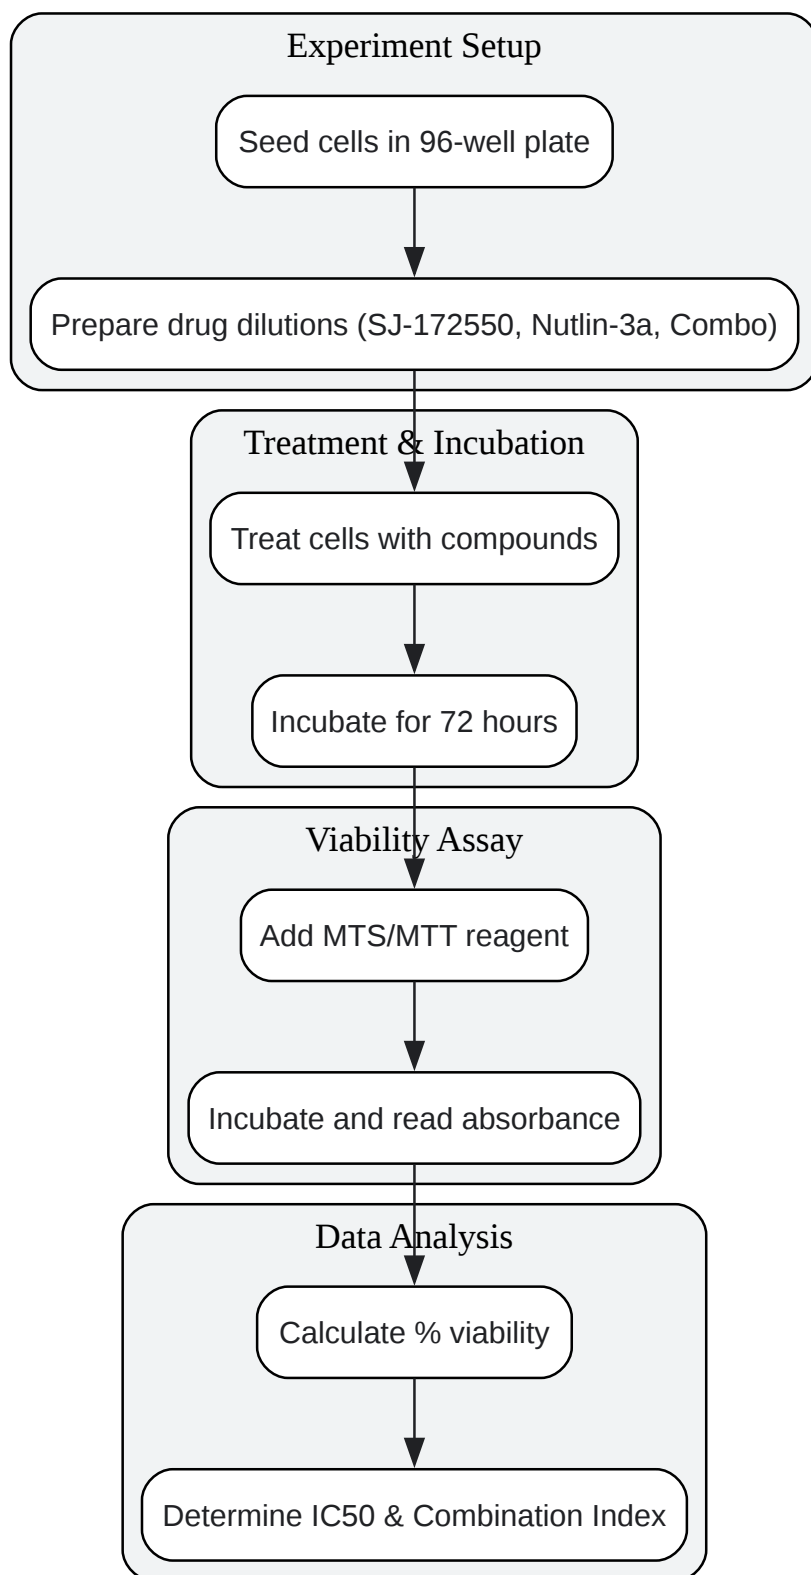 Experiment Setup
Seed cells in 96-well plate
Prepare drug dilutions (SJ-172550, Nutlin-3a, Combo)
Treatment & Incubation
Treat cells with compounds
Incubate for 72 hours
Viability Assay
Add MTS/MTT reagent
Incubate and read absorbance
Data Analysis
Calculate % viability
Determine IC50 & Combination Index